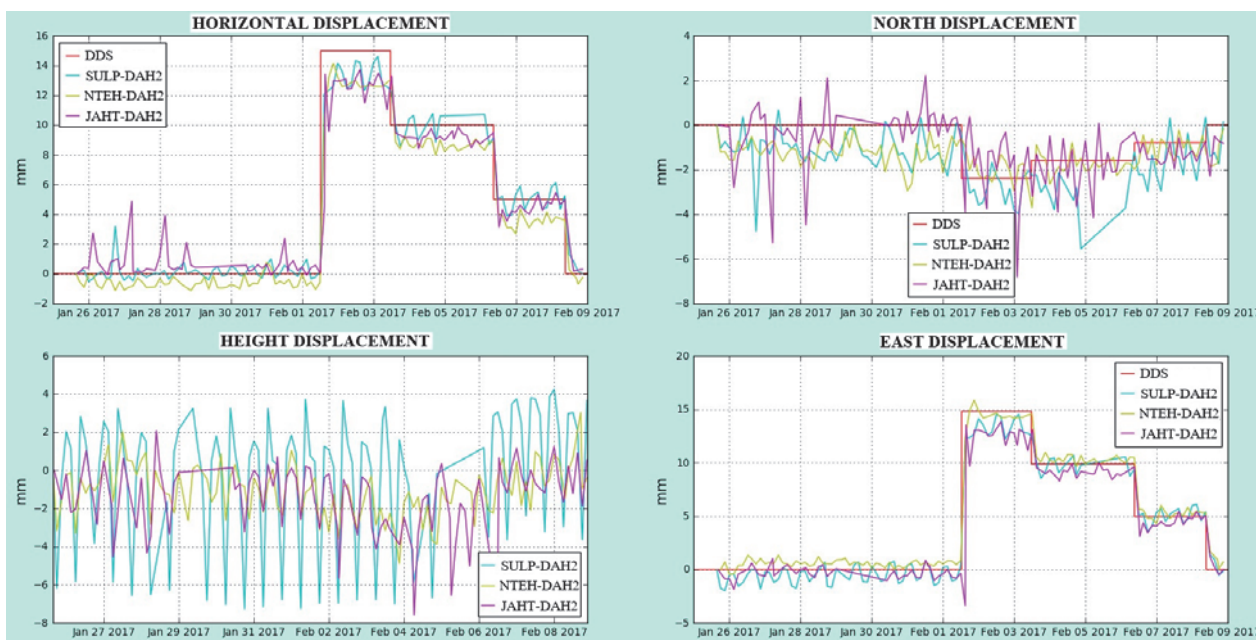 HORIZONTAL DISPLACEMENT
16
14
12
10
8
6
4
2
0
−2
mm
DDS
SULP-DAH2
NTEH-DAH2
JAHT-DAH2
Jan 26 2017 Jan 28 2017 Jan 30 2017 Feb 01 2017 Feb 03 2017 Feb 05 2017 Feb 07 2017 Feb 09 2017
NORTH DISPLACEMENT
4
2
0
−2
−4
−6
−8
mm
DDS
SULP-DAH2
NTEH-DAH2
JAHT-DAH2
Jan 26 2017 Jan 28 2017 Jan 30 2017 Feb 01 2017 Feb 03 2017 Feb 05 2017 Feb 07 2017 Feb 09 2017
HEIGHT DISPLACEMENT
6
4
2
0
−2
−4
−6
−8
mm
SULP-DAH2
NTEH-DAH2
JAHT-DAH2
Jan 27 2017 Jan 29 2017 Jan 31 2017 Feb 02 2017 Feb 04 2017 Feb 06 2017 Feb 08 2017
EAST DISPLACEMENT
20
15
10
5
0
−5
mm
DDS
SULP-DAH2
NTEH-DAH2
JAHT-DAH2
Jan 26 2017 Jan 28 2017 Jan 30 2017 Feb 01 2017 Feb 03 2017 Feb 05 2017 Feb 07 2017 Feb 09 2017